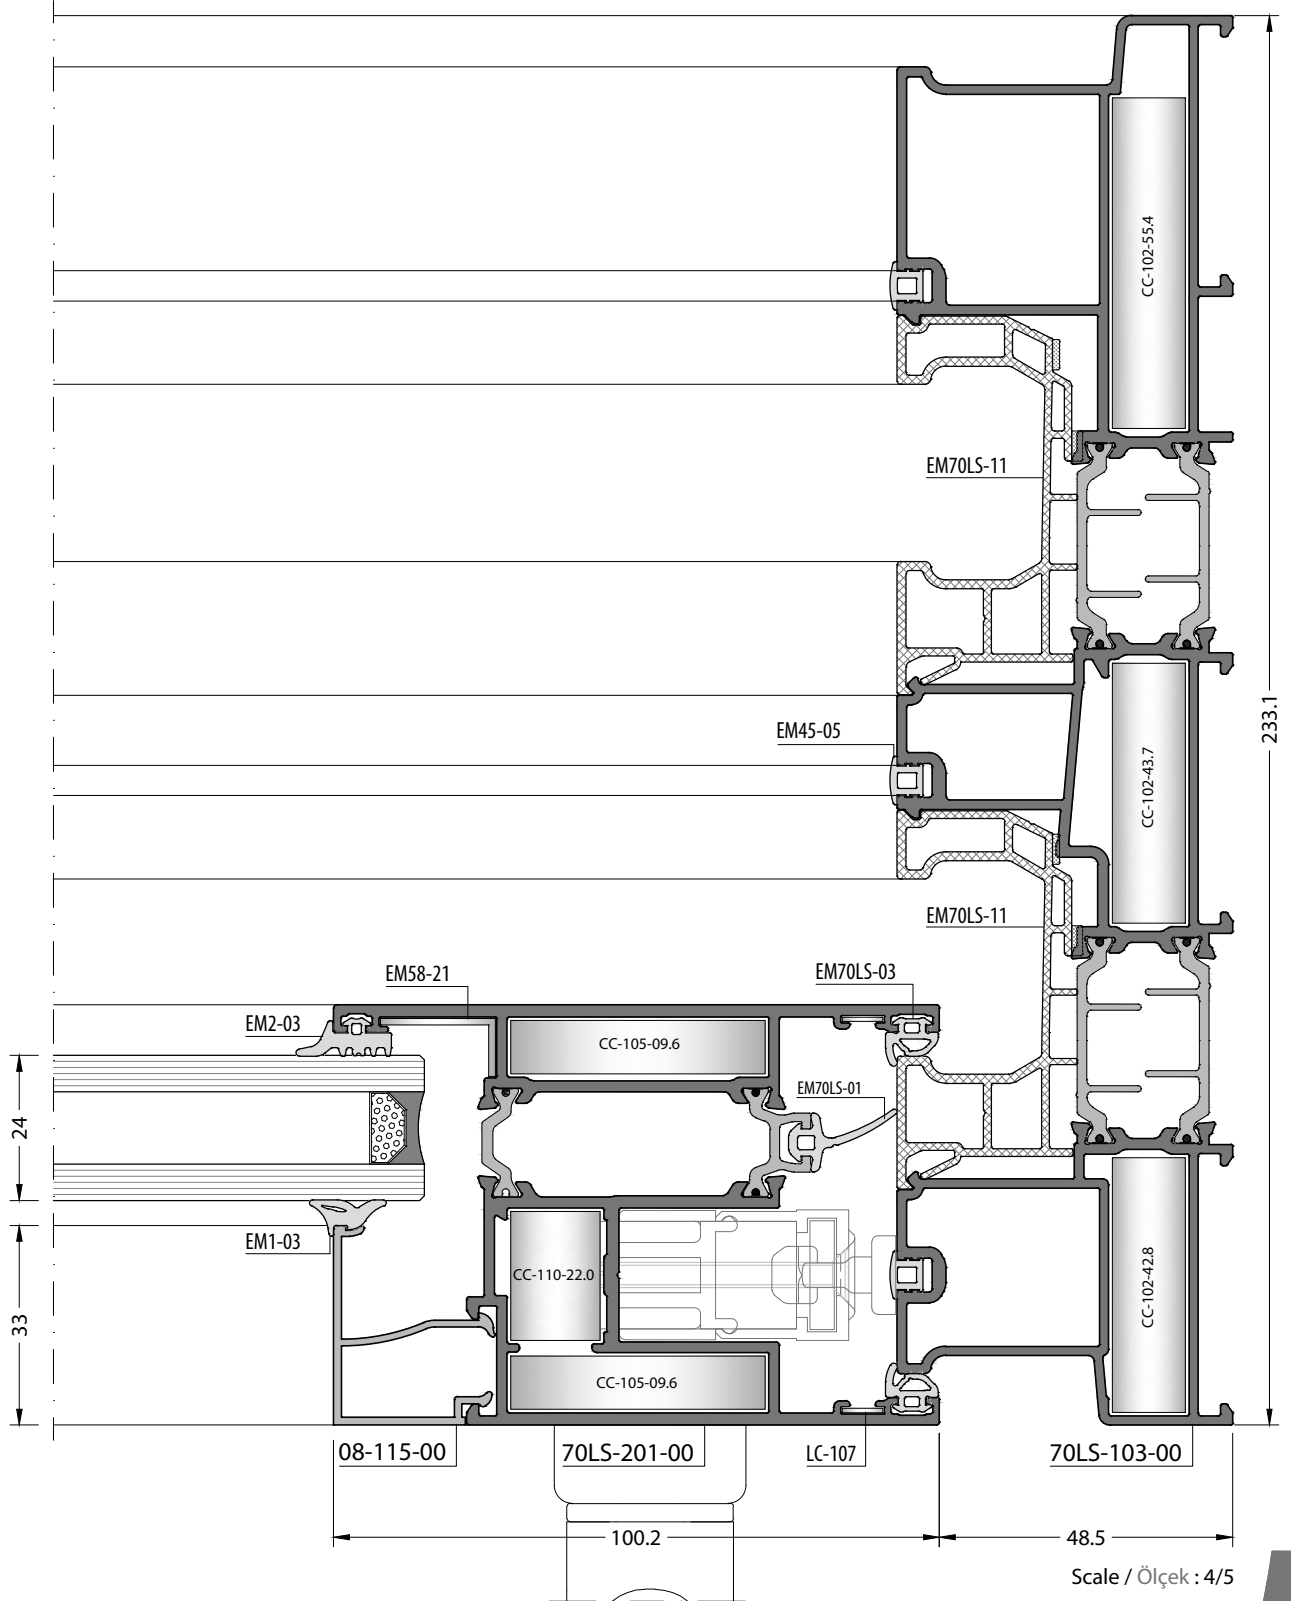 CC-102-55.4
EM70LS-11
233.1
EM45-05
CC-102-43.7
EM70LS-11
EM58-21
EM70LS-03
EM2-03
CC-105-09.6
EM70LS-01
24
EM1-03
CC-110-22.0
CC-102-42.8
33
CC-105-09.6
08-115-00
70LS-201-00
LC-107
70LS-103-00
100.2
48.5
Scale / Ölçek : 4/5